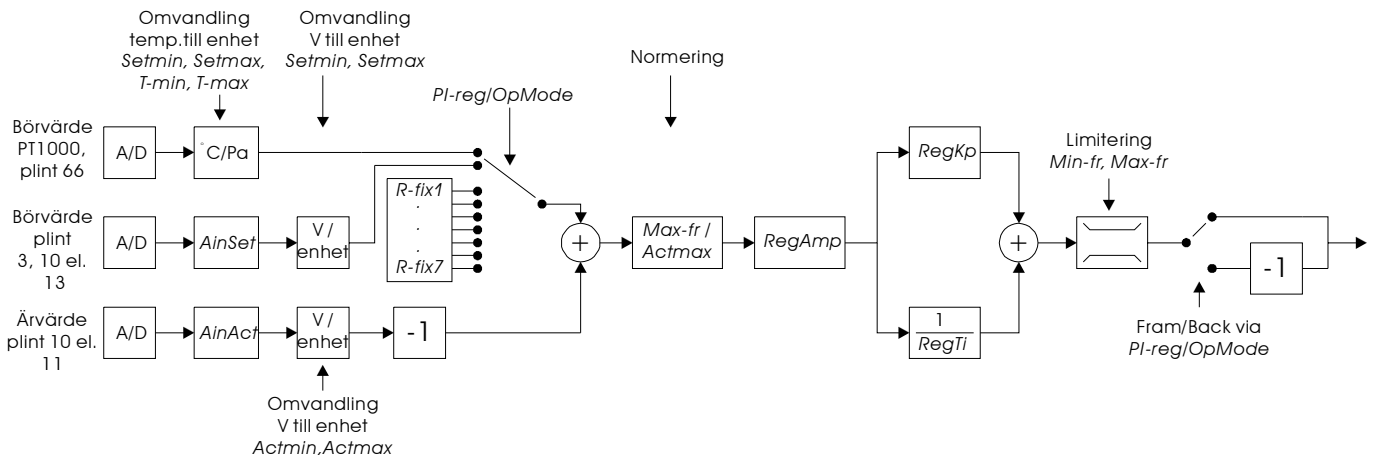 Omvandling
temp.till enhet
Setmin, Setmax,
T-min, T-max
Omvandling
V till enhet
Setmin, Setmax
PI-reg/OpMode
Normering
Börvärde
PT1000,
plint 66
A/D
°C/Pa
R-fix1
.
.
.
R-fix7
Börvärde
plint
3, 10 el.
13
A/D
AinSet
V /
enhet
Ärvärde
plint 10 el.
11
A/D
AinAct
V /
enhet
-1
Omvandling
V till enhet
Actmin,Actmax
+
Max-fr /
Actmax
RegAmp
RegKp
1
RegTi
+
Limitering
Min-fr, Max-fr
-1
Fram/Back via
PI-reg/OpMode